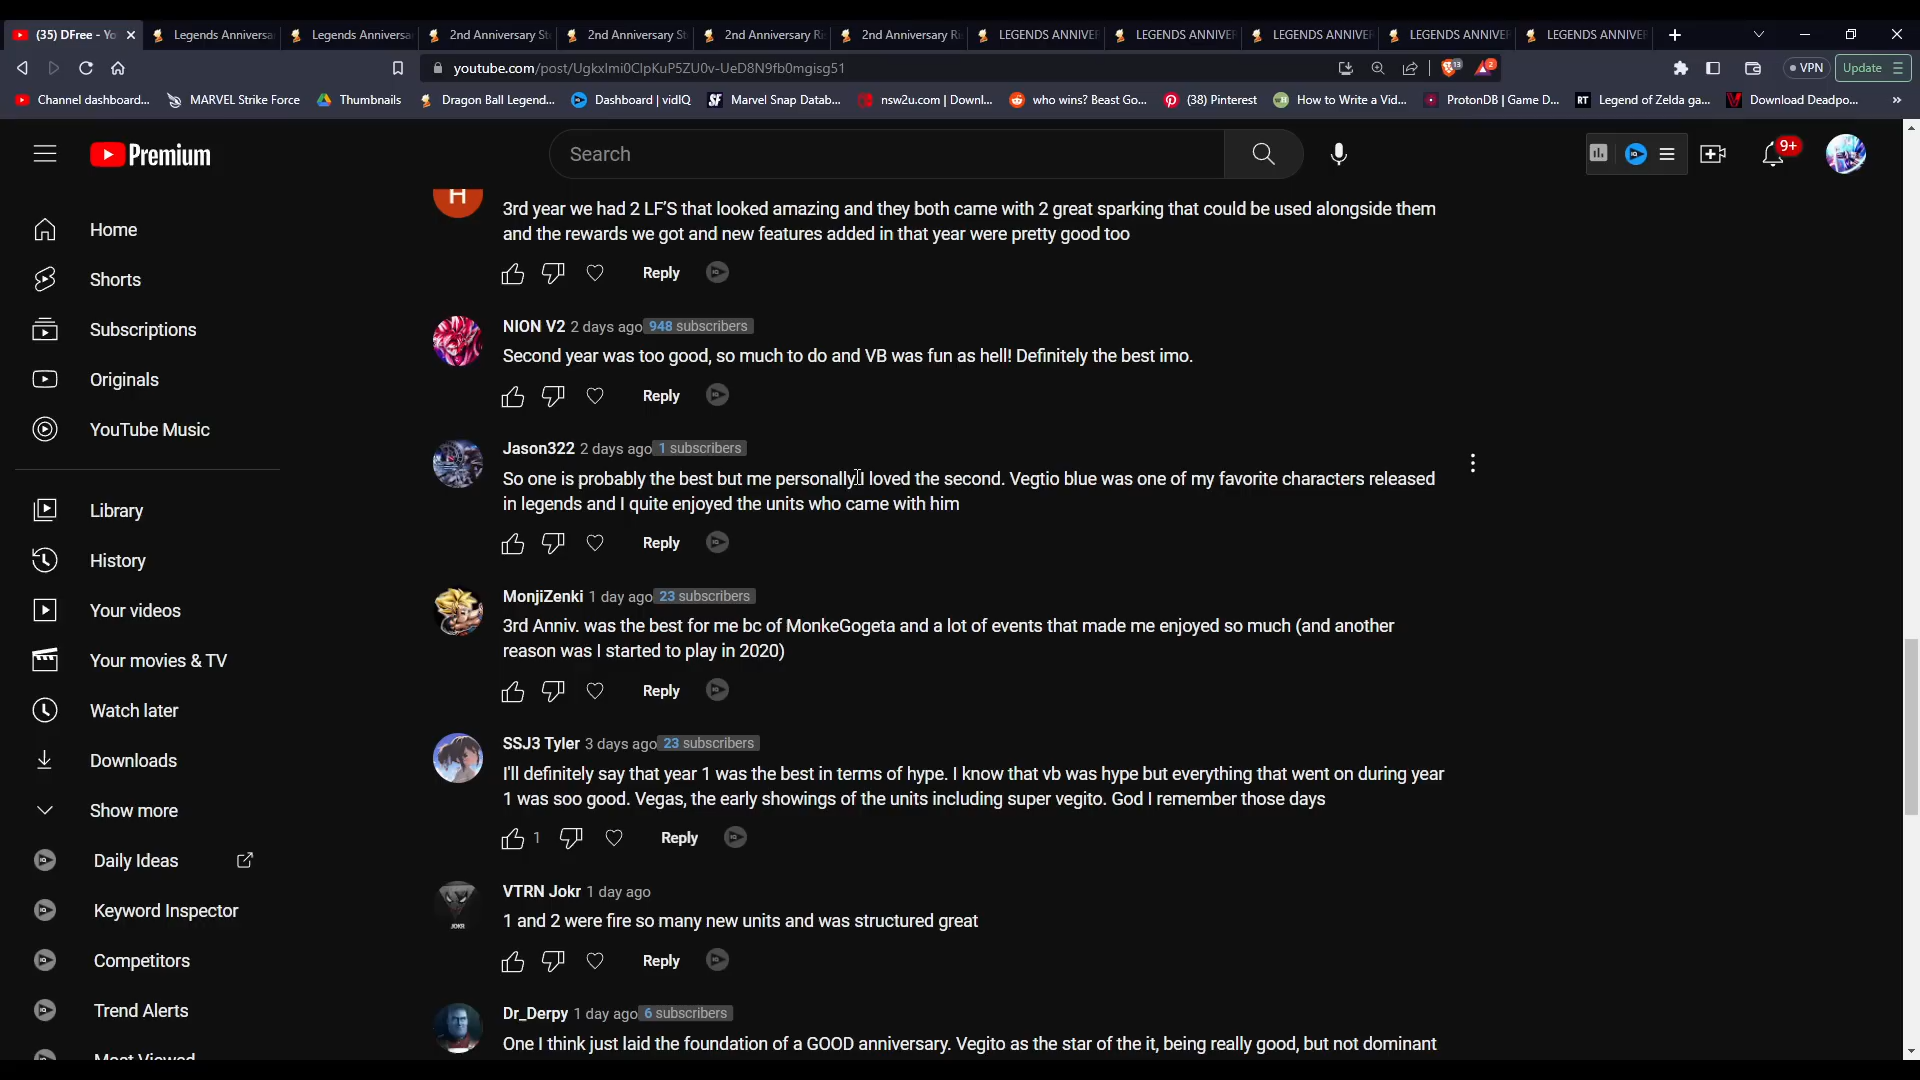 (35) DFree - Yo
Legends Anniversa
Legends Anniversa
2nd Anniversary St
2nd Anniversary St
2nd Anniversary Ri
2nd Anniversary Ri
LEGENDS ANNIVE
LEGENDS ANNIVE
LEGENDS ANNIVE
LEGENDS ANNIVE
LEGENDS ANNIVE
youtube.com/post/UgkxImi0ClpKuP5ZU0v-UeD8N9fb0mgisg51
13
2
VPN
Update
Channel dashboard...
MARVEL Strike Force
Thumbnails
Dragon Ball Legend...
Dashboard | vidIQ
Marvel Snap Datab...
nsw2u.com | Downl...
who wins? Beast Go...
(38) Pinterest
How to Write a Vid...
ProtonDB | Game D...
Legend of Zelda ga...
Download Deadpo...
Premium
Search
9+
Home
Shorts
Subscriptions
Originals
YouTube Music
Library
History
Your videos
Your movies & TV
Watch later
Downloads
Show more
Daily Ideas
Keyword Inspector
Competitors
Trend Alerts
Most Viewed
H
3rd year we had 2 LF'S that looked amazing and they both came with 2 great sparking that could be used alongside them
and the rewards we got and new features added in that year were pretty good too
Reply
NION V2 2 days ago 948 subscribers
Second year was too good, so much to do and VB was fun as hell! Definitely the best imo.
Reply
Jason322 2 days ago 1 subscribers
So one is probably the best but me personally I loved the second. Vegtio blue was one of my favorite characters released
in legends and I quite enjoyed the units who came with him
Reply
MonjiZenki 1 day ago 23 subscribers
3rd Anniv. was the best for me bc of MonkeGogeta and a lot of events that made me enjoyed so much (and another
reason was I started to play in 2020)
Reply
SSJ3 Tyler 3 days ago 23 subscribers
I'll definitely say that year 1 was the best in terms of hype. I know that vb was hype but everything that went on during year
1 was soo good. Vegas, the early showings of the units including super vegito. God I remember those days
1 Reply
VTRN Jokr 1 day ago
1 and 2 were fire so many new units and was structured great
Reply
Dr_Derpy 1 day ago 6 subscribers
One I think just laid the foundation of a GOOD anniversary. Vegito as the star of the it, being really good, but not dominant